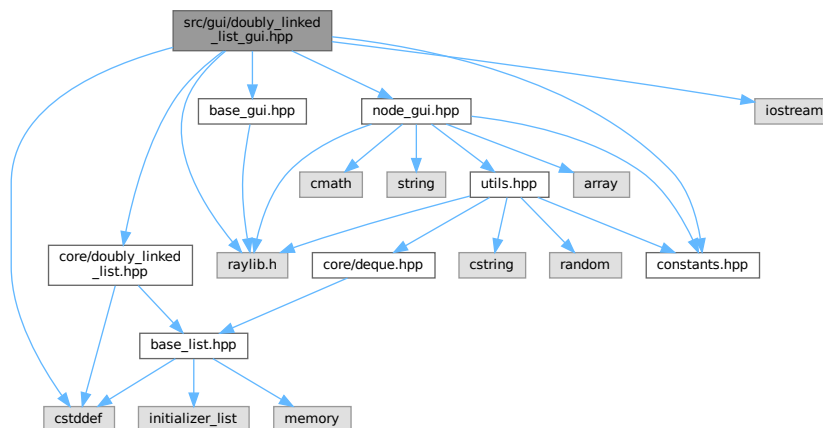 src/gui/doubly_linked
_list_gui.hpp
base_gui.hpp
node_gui.hpp
iostream
cmath
string
utils.hpp
array
core/doubly_linked
_list.hpp
raylib.h
core/deque.hpp
cstring
random
constants.hpp
base_list.hpp
cstddef
initializer_list
memory